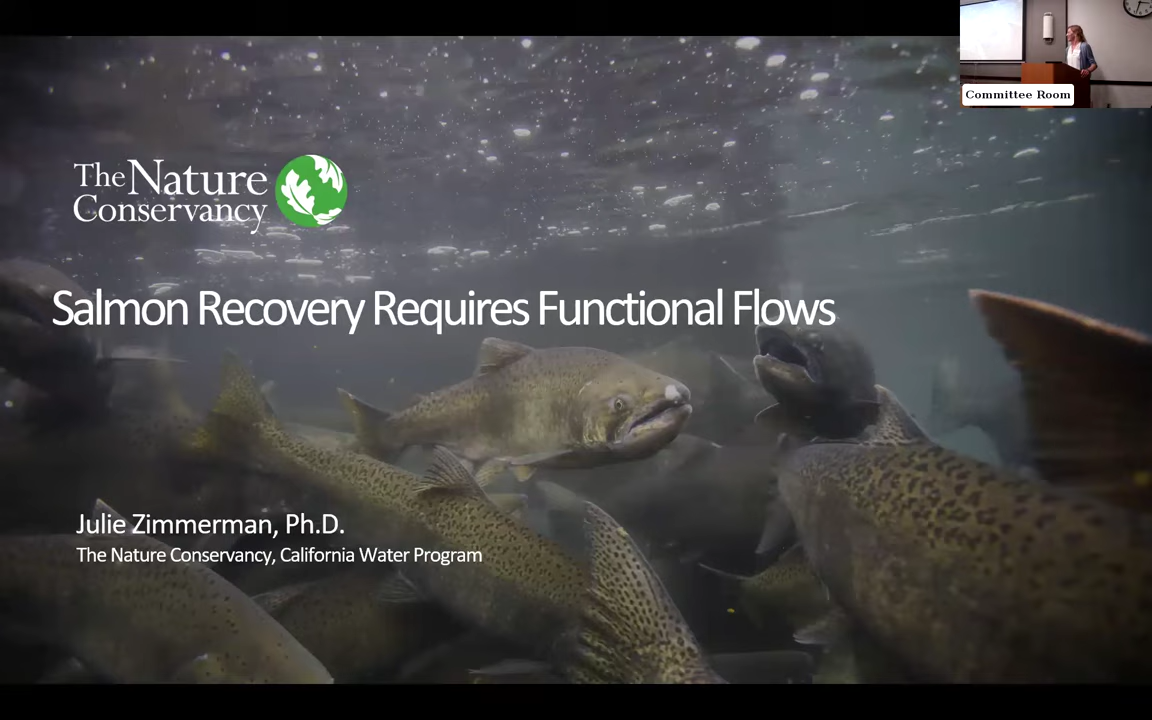 Committee Room
The Nature
Conservancy
Salmon Recovery Requires Functional Flows
Julie Zimmerman, Ph.D.
The Nature Conservancy, California Water Program